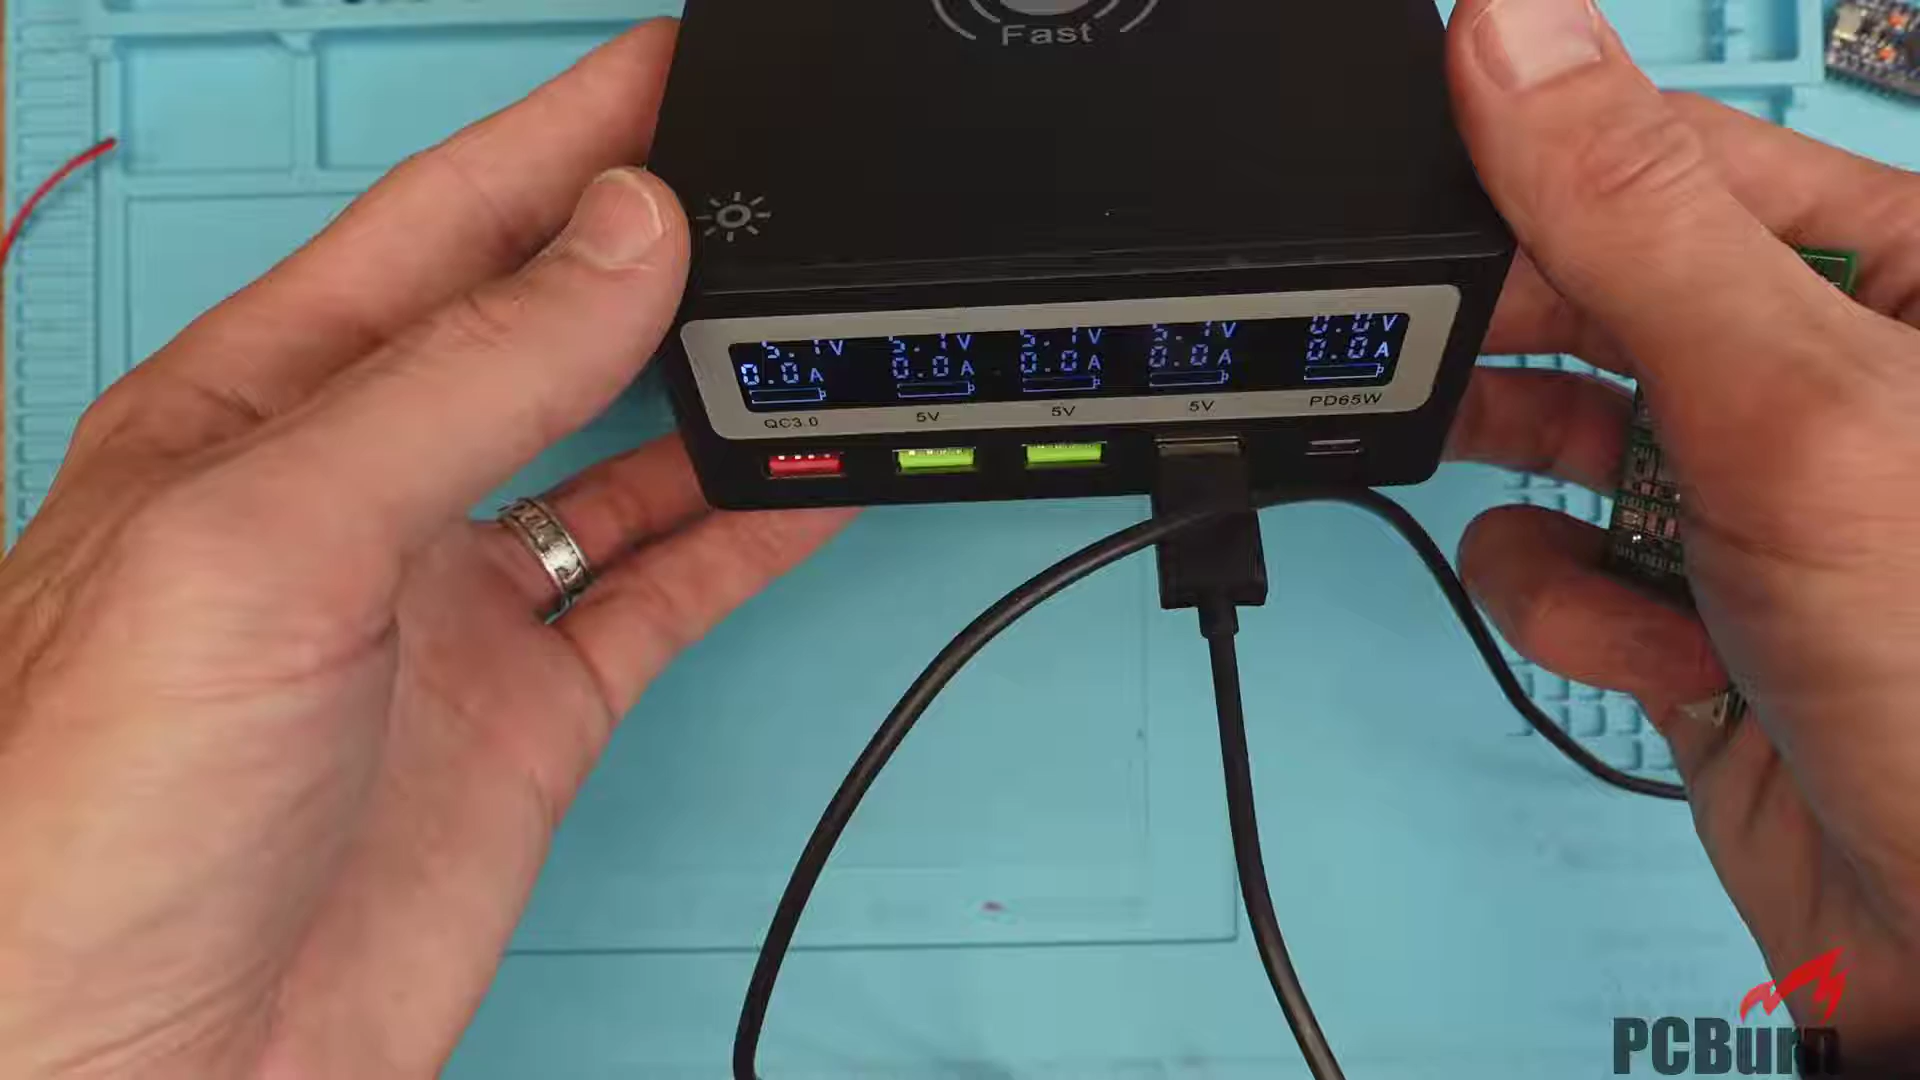 Fast
5.1V 5.1V 5.1V 5.1V 0.0V
0.0A 0.0A 0.0A 0.0A 0.0A
QC3.0 5V 5V 5V PD65W
PCBurn